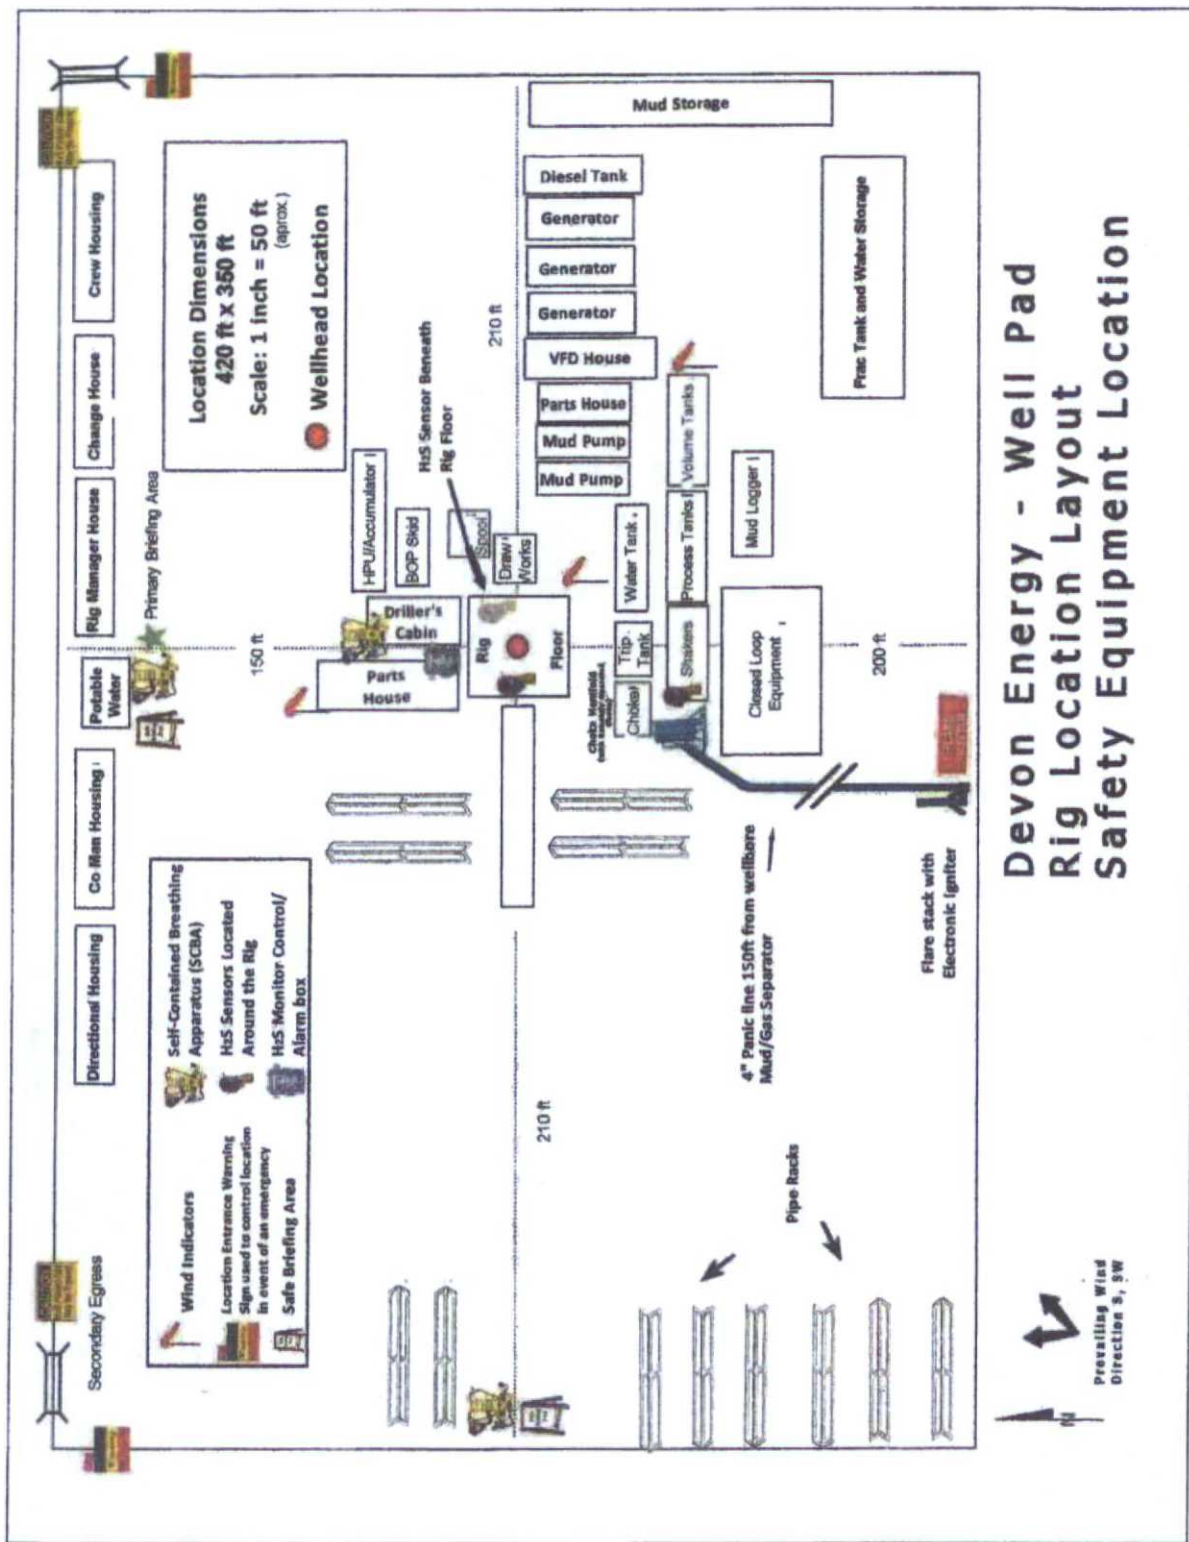 Directional Housing
Co Man Housing
Potable
Water
Rig Manager House
Change House
Crew Housing
Secondary Egress
Primary Briefing Area
Wind Indicators
Location Entrance Warning
Sign used to control location
in event of an emergency
Safe Briefing Area
Self-Contained Breathing
Apparatus (SCBA)
H2S Sensors Located
Around the Rig
H2S Monitor Control/
Alarm box
Location Dimensions
420 ft x 350 ft
Scale: 1 inch = 50 ft
(aprox.)
Wellhead Location
150 ft
Parts
House
Driller's
Cabin
HPU/Accumulator
BOP Skid
Spool
H2S Sensor Beneath
Rig Floor
Draw
Works
Rig
Floor
210 ft
210 ft
Mud Pump
Mud Pump
Parts House
VFD House
Generator
Generator
Generator
Diesel Tank
Mud Storage
Choke Manifold
Choke
Trip
Tank
Water Tank
Shakers
Process Tanks
Volume Tanks
Closed Loop
Equipment
Mud Logger
Frac Tank and Water Storage
200 ft
4" Panic line 150ft from wellbore
Mud/Gas Separator
Pipe Racks
Flare stack with
Electronic Igniter
N
Prevailing Wind
Direction S, SW
Devon Energy - Well Pad
Rig Location Layout
Safety Equipment Location